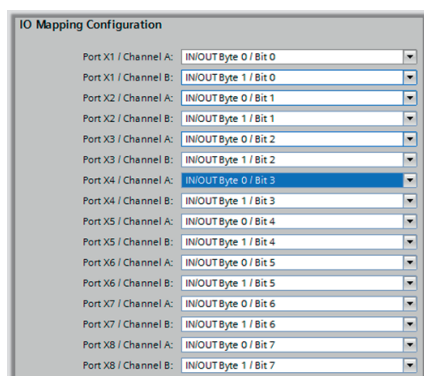 IO Mapping Configuration
Port X1 / Channel A: IN/OUT Byte 0 / Bit 0
Port X1 / Channel B: IN/OUT Byte 1 / Bit 0
Port X2 / Channel A: IN/OUT Byte 0 / Bit 1
Port X2 / Channel B: IN/OUT Byte 1 / Bit 1
Port X3 / Channel A: IN/OUT Byte 0 / Bit 2
Port X3 / Channel B: IN/OUT Byte 1 / Bit 2
Port X4 / Channel A: IN/OUT Byte 0 / Bit 3
Port X4 / Channel B: IN/OUT Byte 1 / Bit 3
Port X5 / Channel A: IN/OUT Byte 0 / Bit 4
Port X5 / Channel B: IN/OUT Byte 1 / Bit 4
Port X6 / Channel A: IN/OUT Byte 0 / Bit 5
Port X6 / Channel B: IN/OUT Byte 1 / Bit 5
Port X7 / Channel A: IN/OUT Byte 0 / Bit 6
Port X7 / Channel B: IN/OUT Byte 1 / Bit 6
Port X8 / Channel A: IN/OUT Byte 0 / Bit 7
Port X8 / Channel B: IN/OUT Byte 1 / Bit 7